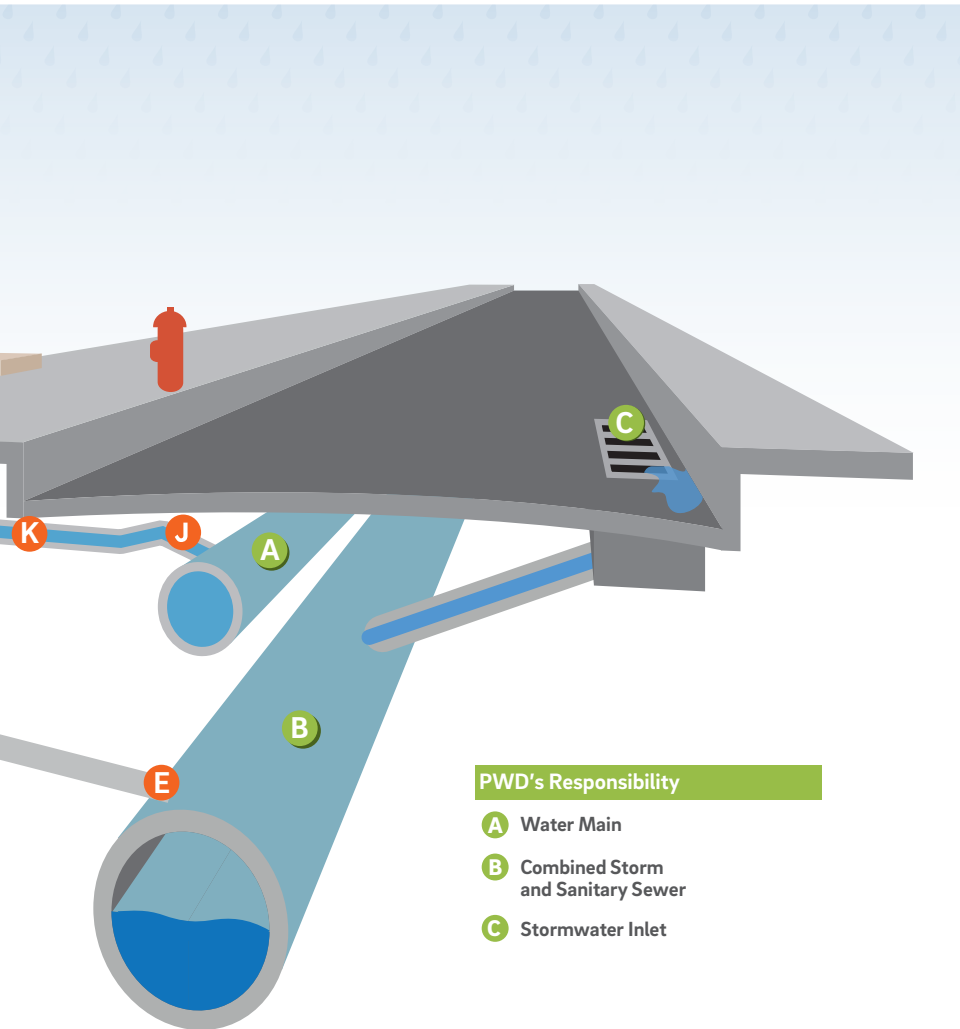 C
K
J
A
B
E
PWD's Responsibility
A Water Main
B Combined Storm
and Sanitary Sewer
C Stormwater Inlet